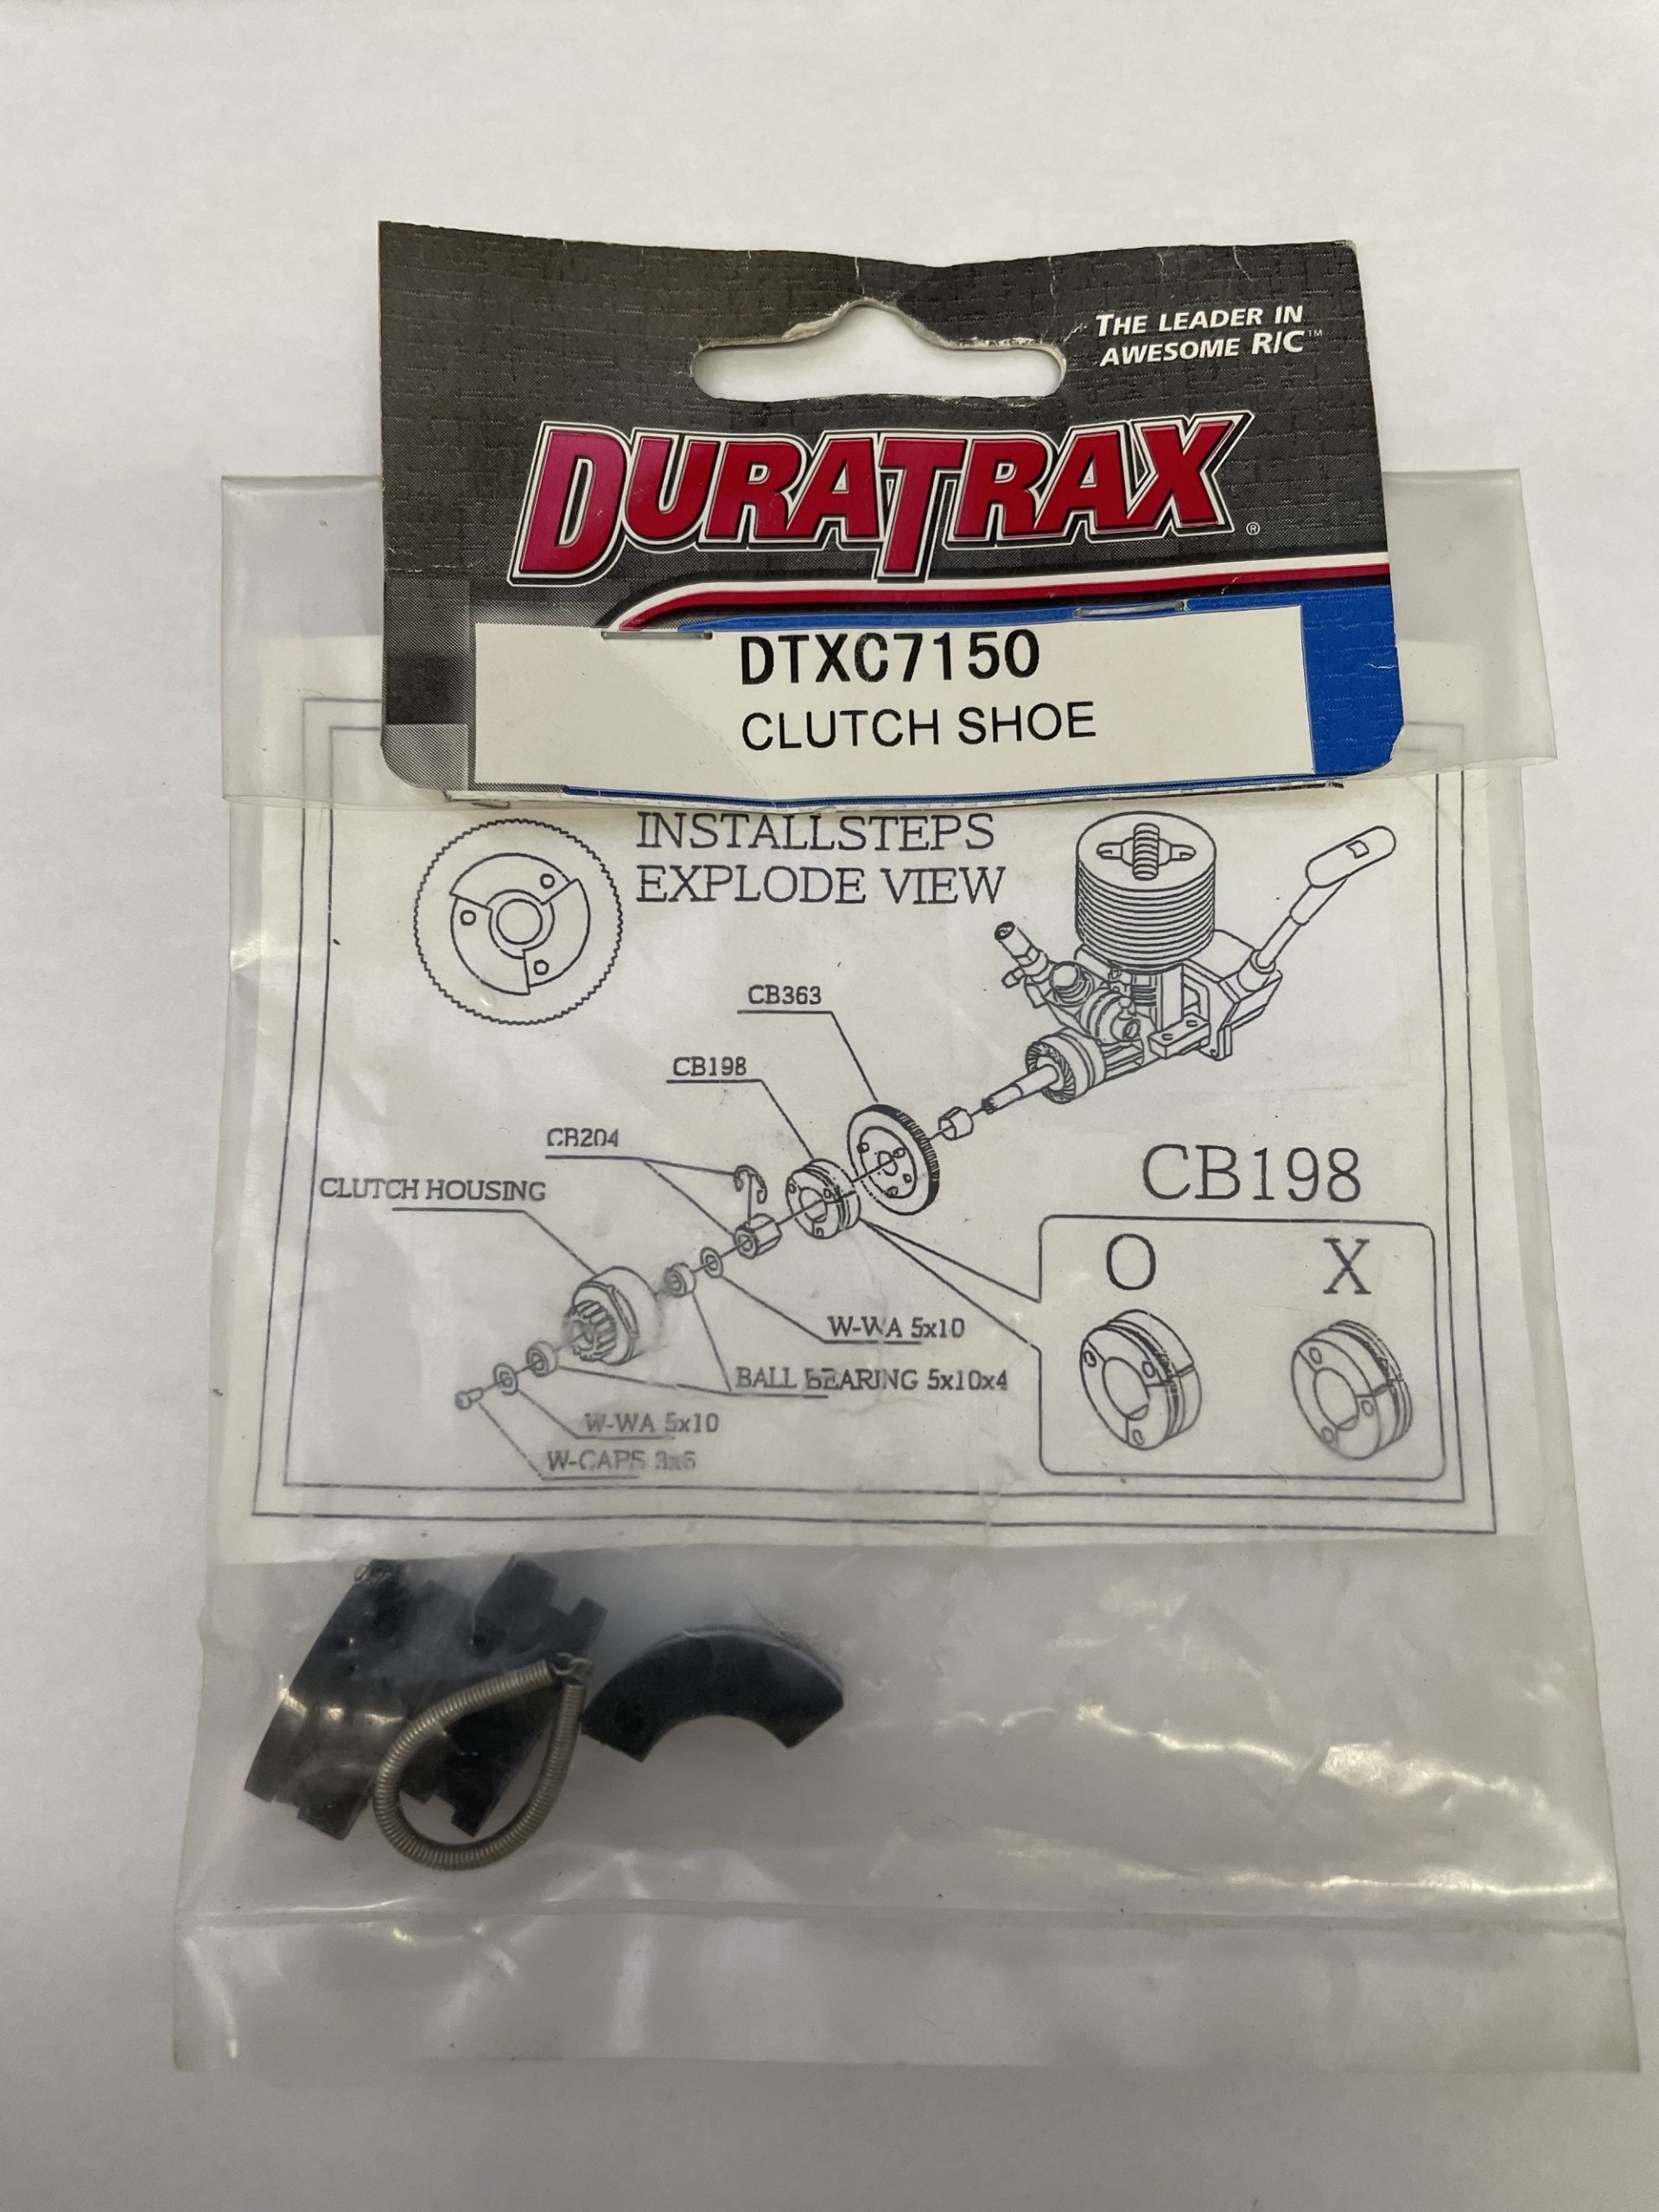 THE LEADER IN
AWESOME R/C™
DURATRAX®
DTXC7150
CLUTCH SHOE
INSTALLSTEPS
EXPLODE VIEW
CB363
CB198
CB204
CLUTCH HOUSING
CB198
O X
W-WA 5x10
BALL BEARING 5x10x4
W-WA 5x10
W-CAPS 3x6